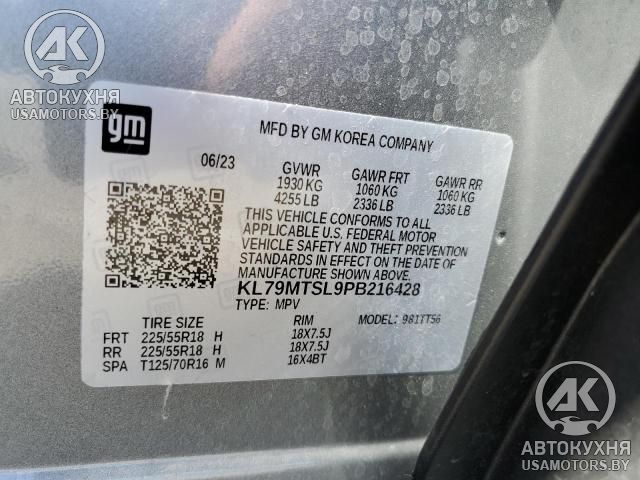 АК
АВТОКУХНЯ
USAMOTORS.BY
gm
MFD BY GM KOREA COMPANY
06/23
GVWR
1930 KG
4255 LB
GAWR FRT
1060 KG
2336 LB
GAWR RR
1060 KG
2336 LB
THIS VEHICLE CONFORMS TO ALL
APPLICABLE U.S. FEDERAL MOTOR
VEHICLE SAFETY AND THEFT PREVENTION
STANDARDS IN EFFECT ON THE DATE OF
MANUFACTURE SHOWN ABOVE.
KL79MTSL9PB216428
TYPE: MPV
MODEL: 981TT56
TIRE SIZE RIM
FRT 225/55R18 H 18X7.5J
RR 225/55R18 H 18X7.5J
SPA T125/70R16 M 16X4BT
АК
АВТОКУХНЯ
USAMOTORS.BY